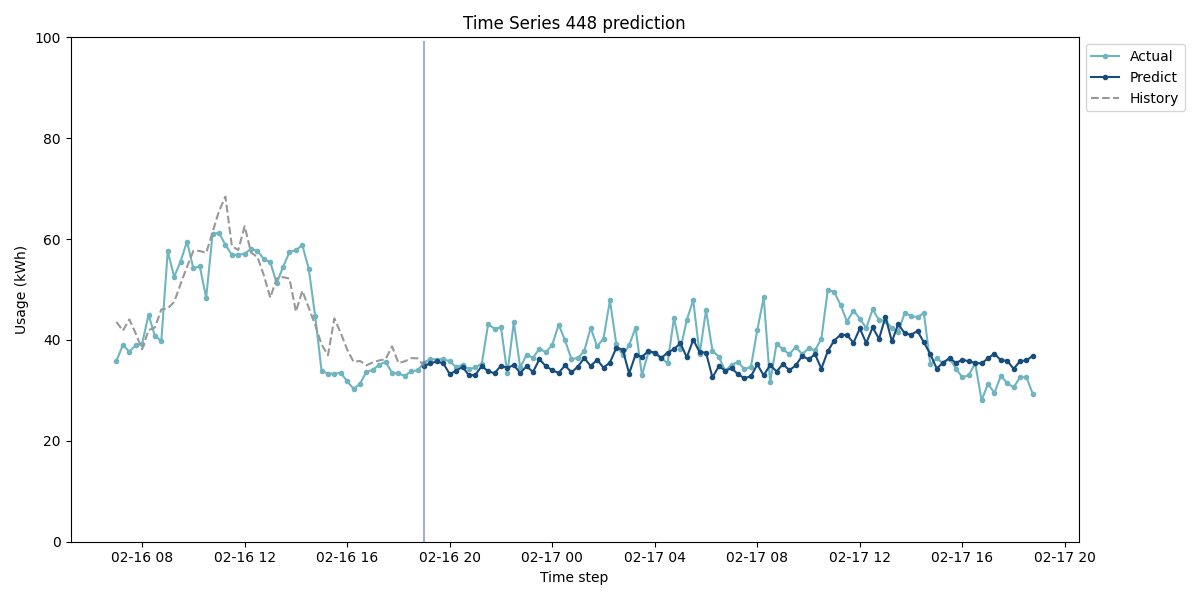 Time Series 448 prediction
Usage (kWh)
100
80
60
40
20
0
02-16 08
02-16 12
02-16 16
02-16 20
02-17 00
02-17 04
02-17 08
02-17 12
02-17 16
02-17 20
Time step
Actual
Predict
History